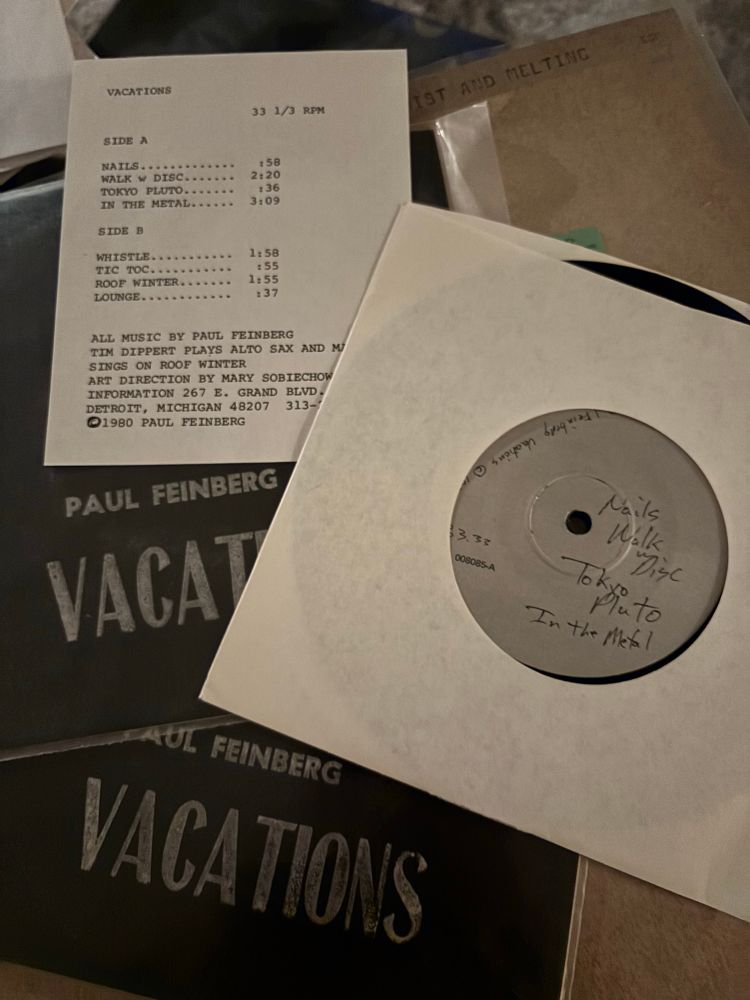 VACATIONS
33 1/3 RPM
SIDE A
NAILS............. :58
WALK w DISC....... 2:20
TOKYO PLUTO....... :36
IN THE METAL...... 3:09
SIDE B
WHISTLE........... 1:58
TIC TOC........... :55
ROOF WINTER....... 1:55
LOUNGE............ :37
ALL MUSIC BY PAUL FEINBERG
TIM DIPPERT PLAYS ALTO SAX AND
SINGS ON ROOF WINTER
ART DIRECTION BY MARY
INFORMATION 267 E. GRAND BLVD.
DETROIT, MICHIGAN 48207 313-
©1980 PAUL FEINBERG
AND MELTING
PAUL FEINBERG
VACAT
Feinberg Vacations ©
33.33
008085-A
Nails
Walk
w Disc
Tokyo
Pluto
In the Metal
PAUL FEINBERG
VACATIONS